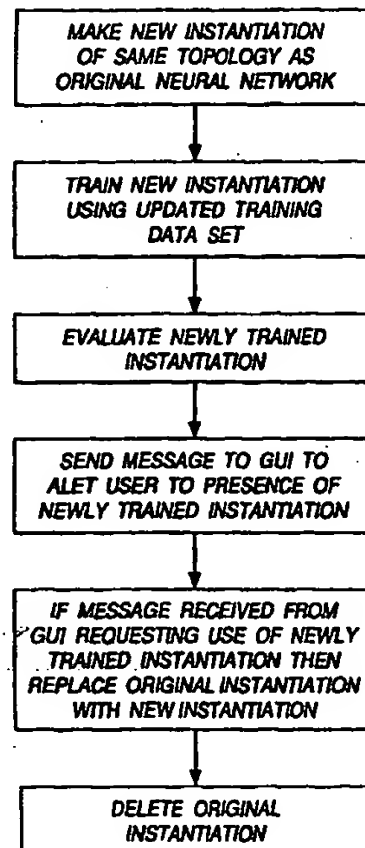 MAKE NEW INSTANTIATION
OF SAME TOPOLOGY AS
ORIGINAL NEURAL NETWORK
TRAIN NEW INSTANTIATION
USING UPDATED TRAINING
DATA SET
EVALUATE NEWLY TRAINED
INSTANTIATION
SEND MESSAGE TO GUI TO
ALET USER TO PRESENCE OF
NEWLY TRAINED INSTANTIATION
IF MESSAGE RECEIVED FROM
GUI REQUESTING USE OF NEWLY
TRAINED INSTANTIATION THEN
REPLACE ORIGINAL INSTANTIATION
WITH NEW INSTANTIATION
DELETE ORIGINAL
INSTANTIATION